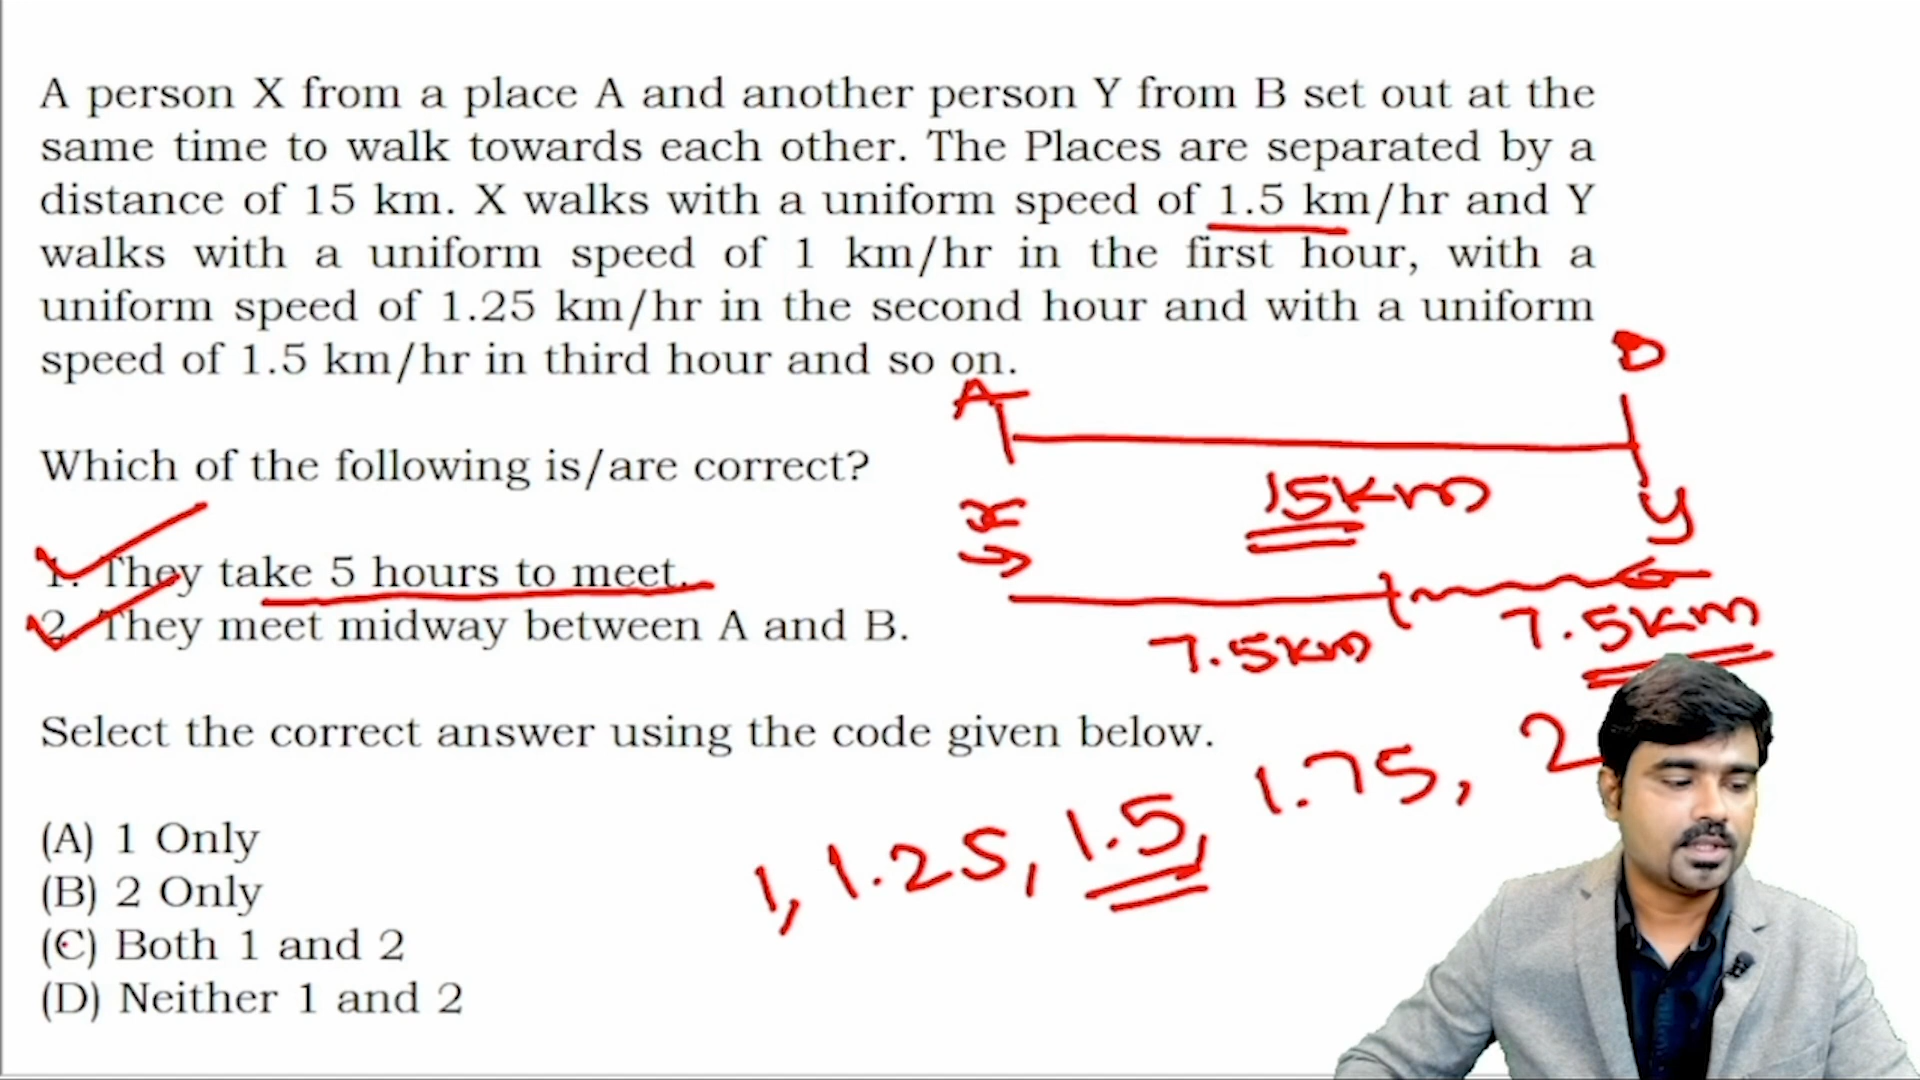 A person X from a place A and another person Y from B set out at the
same time to walk towards each other. The Places are separated by a
distance of 15 km. X walks with a uniform speed of 1.5 km/hr and Y
walks with a uniform speed of 1 km/hr in the first hour, with a
uniform speed of 1.25 km/hr in the second hour and with a uniform
speed of 1.5 km/hr in third hour and so on.
A B
Which of the following is/are correct?
15km
x y
1. They take 5 hours to meet.
2. They meet midway between A and B.
7.5km 7.5km
Select the correct answer using the code given below.
1, 1.25, 1.5, 1.75, 2
(A) 1 Only
(B) 2 Only
(C) Both 1 and 2
(D) Neither 1 and 2